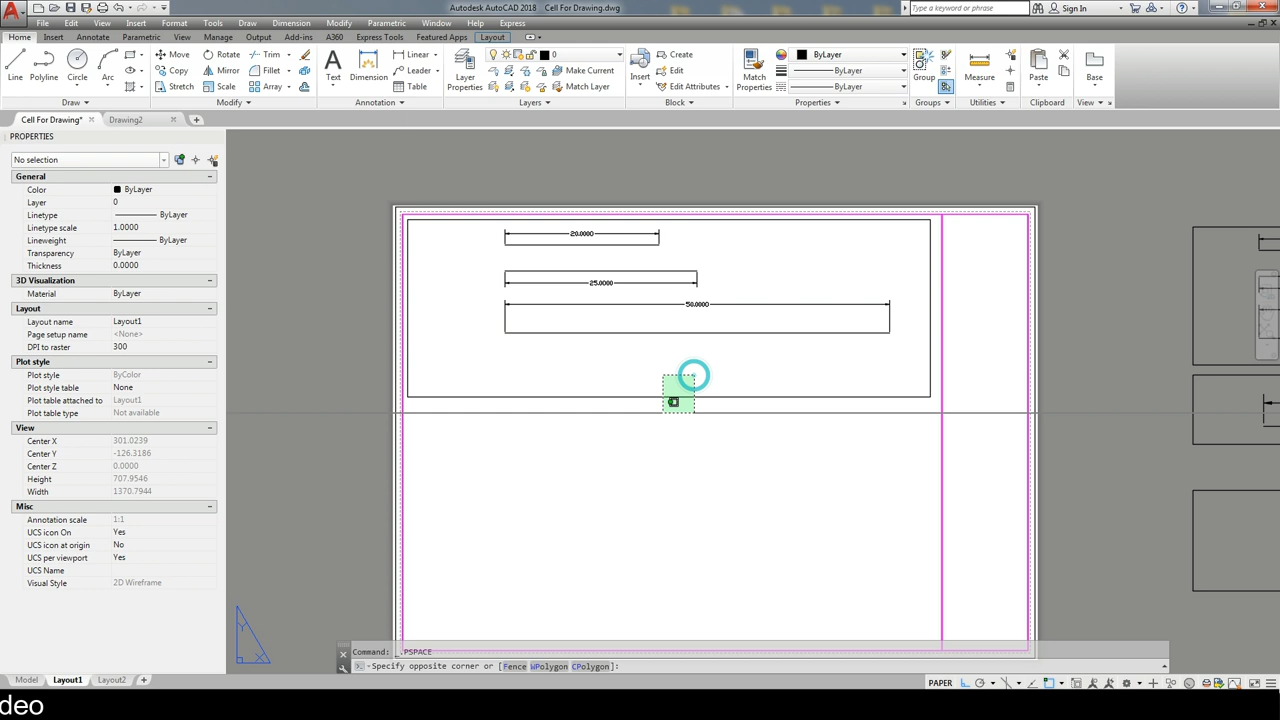 Autodesk AutoCAD 2018   Cell For Drawing.dwg
Type a keyword or phrase
Sign In
File Edit View Insert Format Tools Draw Dimension Modify Parametric Window Help Express
Home Insert Annotate Parametric View Manage Output Add-ins A360 Express Tools Featured Apps Layout
Line Polyline Circle Arc
Move Rotate Trim
Copy Mirror Fillet
Stretch Scale Array
Text Dimension
Linear
Leader
Table
Layer Properties
0
Make Current
Match Layer
Insert
Create
Edit
Edit Attributes
Match Properties
ByLayer
ByLayer
ByLayer
Group
Measure
Paste
Base
Draw Modify Annotation Layers Block Properties Groups Utilities Clipboard View
Cell For Drawing* Drawing2
PROPERTIES
No selection
General
Color ByLayer
Layer 0
Linetype ByLayer
Linetype scale 1.0000
Lineweight ByLayer
Transparency ByLayer
Thickness 0.0000
3D Visualization
Material ByLayer
Layout
Layout name Layout1
Page setup name <None>
DPI to raster 300
Plot style
Plot style ByColor
Plot style table None
Plot table attached to Layout1
Plot table type Not available
View
Center X 301.0239
Center Y -126.3186
Center Z 0.0000
Height 707.9546
Width 1370.7944
Misc
Annotation scale 1:1
UCS icon On Yes
UCS icon at origin No
UCS per viewport Yes
UCS Name
Visual Style 2D Wireframe
20.0000
25.0000
50.0000
Y
X
Command: .PSPACE
Specify opposite corner or [Fence WPolygon CPolygon]:
Model Layout1 Layout2
PAPER
deo